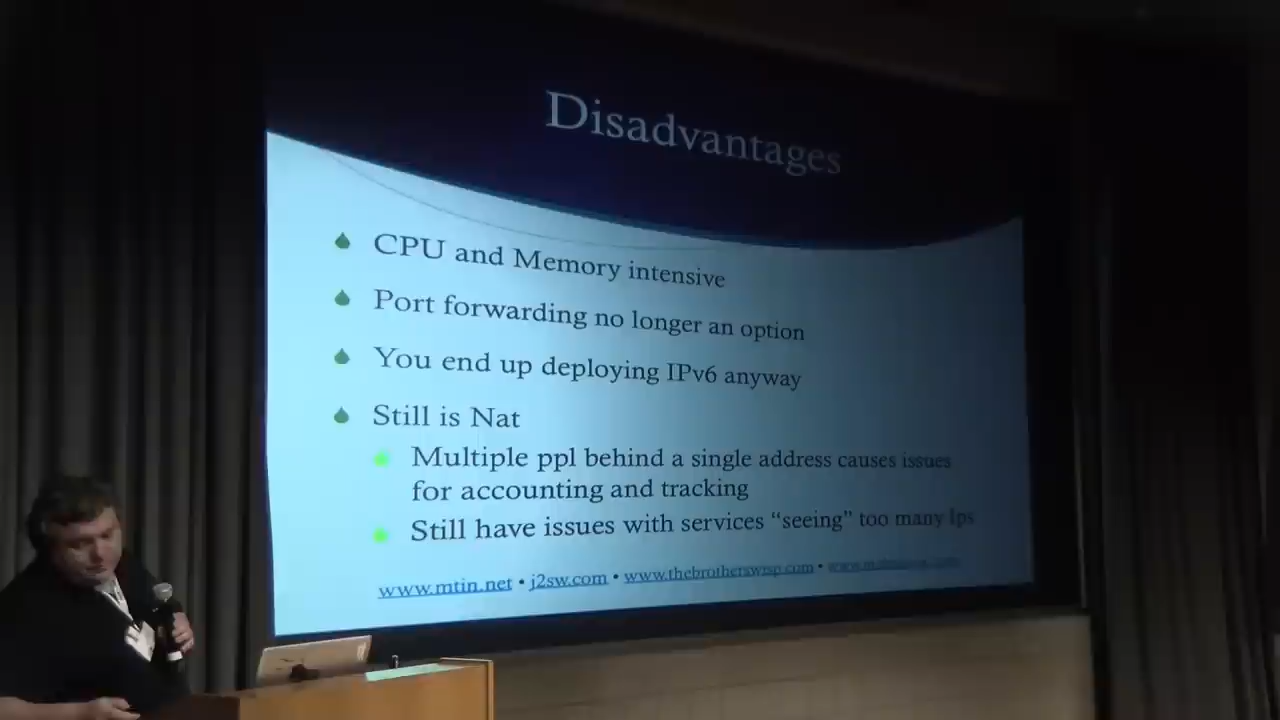 Disadvantages
CPU and Memory intensive
Port forwarding no longer an option
You end up deploying IPv6 anyway
Still is Nat
Multiple ppl behind a single address causes issues
for accounting and tracking
Still have issues with services “seeing” too many Ips
www.mtin.net • j2sw.com • www.thebrotherswisp.com •